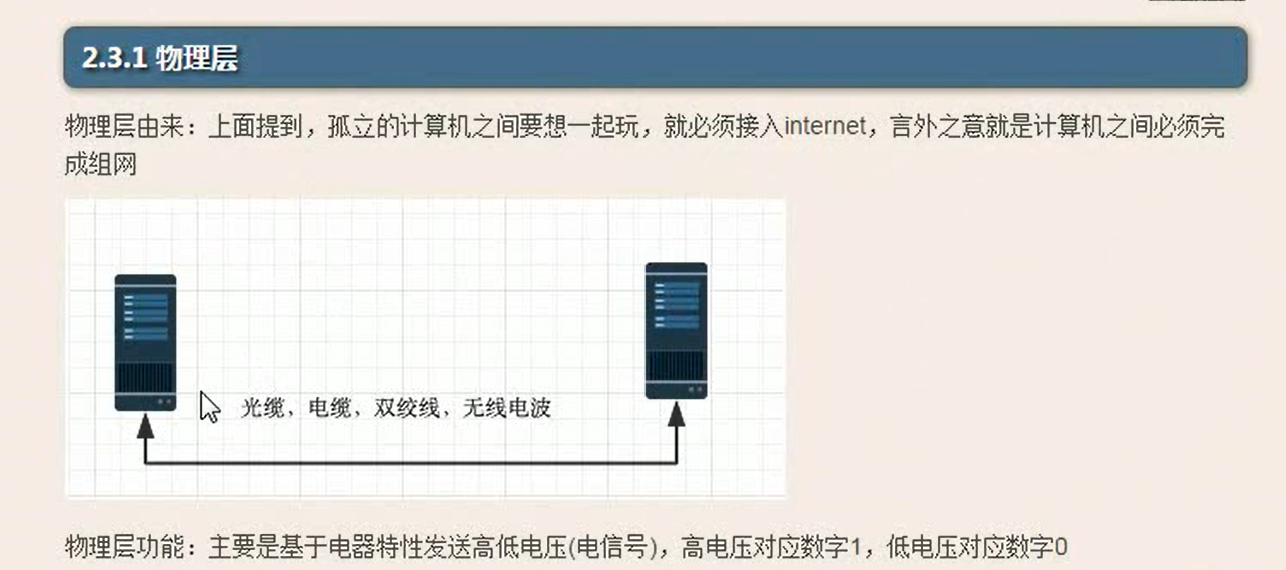 2.3.1 物理层
物理层由来：上面提到，孤立的计算机之间要想一起玩，就必须接入internet，言外之意就是计算机之间必须完
成组网
光缆、电缆、双绞线、无线电波
物理层功能：主要是基于电器特性发送高低电压(电信号)，高电压对应数字1，低电压对应数字0